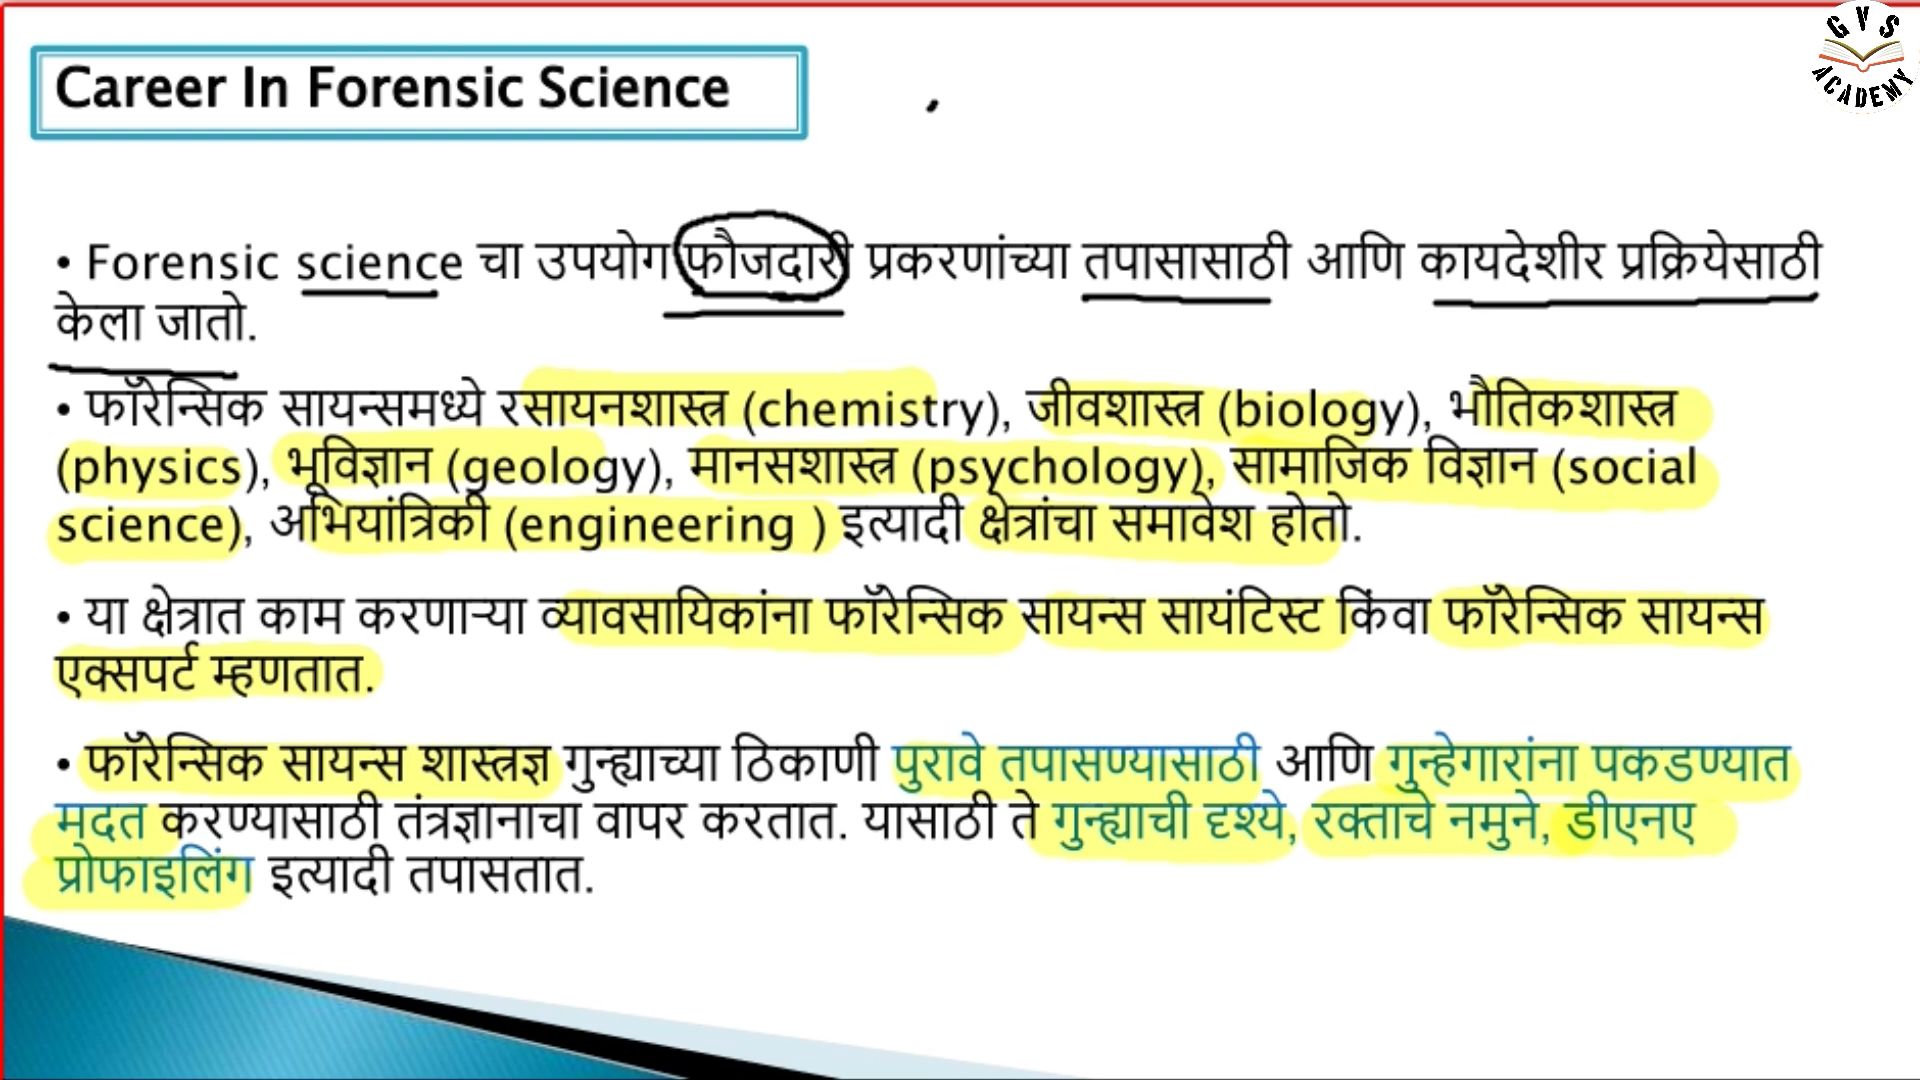 GVS
ACADEMY
Career In Forensic Science
• Forensic science चा उपयोग फौजदारी प्रकरणांच्या तपासासाठी आणि कायदेशीर प्रक्रियेसाठी
केला जातो.
• फॉरेन्सिक सायन्समध्ये रसायनशास्त्र (chemistry), जीवशास्त्र (biology), भौतिकशास्त्र
(physics), भूविज्ञान (geology), मानसशास्त्र (psychology), सामाजिक विज्ञान (social
science), अभियांत्रिकी (engineering ) इत्यादी क्षेत्रांचा समावेश होतो.
• या क्षेत्रात काम करणाऱ्या व्यावसायिकांना फॉरेन्सिक सायन्स सायंटिस्ट किंवा फॉरेन्सिक सायन्स
एक्सपर्ट म्हणतात.
• फॉरेन्सिक सायन्स शास्त्रज्ञ गुन्ह्याच्या ठिकाणी पुरावे तपासण्यासाठी आणि गुन्हेगारांना पकडण्यात
मदत करण्यासाठी तंत्रज्ञानाचा वापर करतात. यासाठी ते गुन्ह्याची दृश्ये, रक्ताचे नमुने, डीएनए
प्रोफाइलिंग इत्यादी तपासतात.